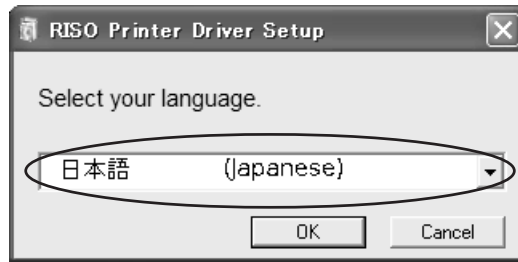 RISO Printer Driver Setup
Select your language.
日本語 (Japanese)
OK Cancel